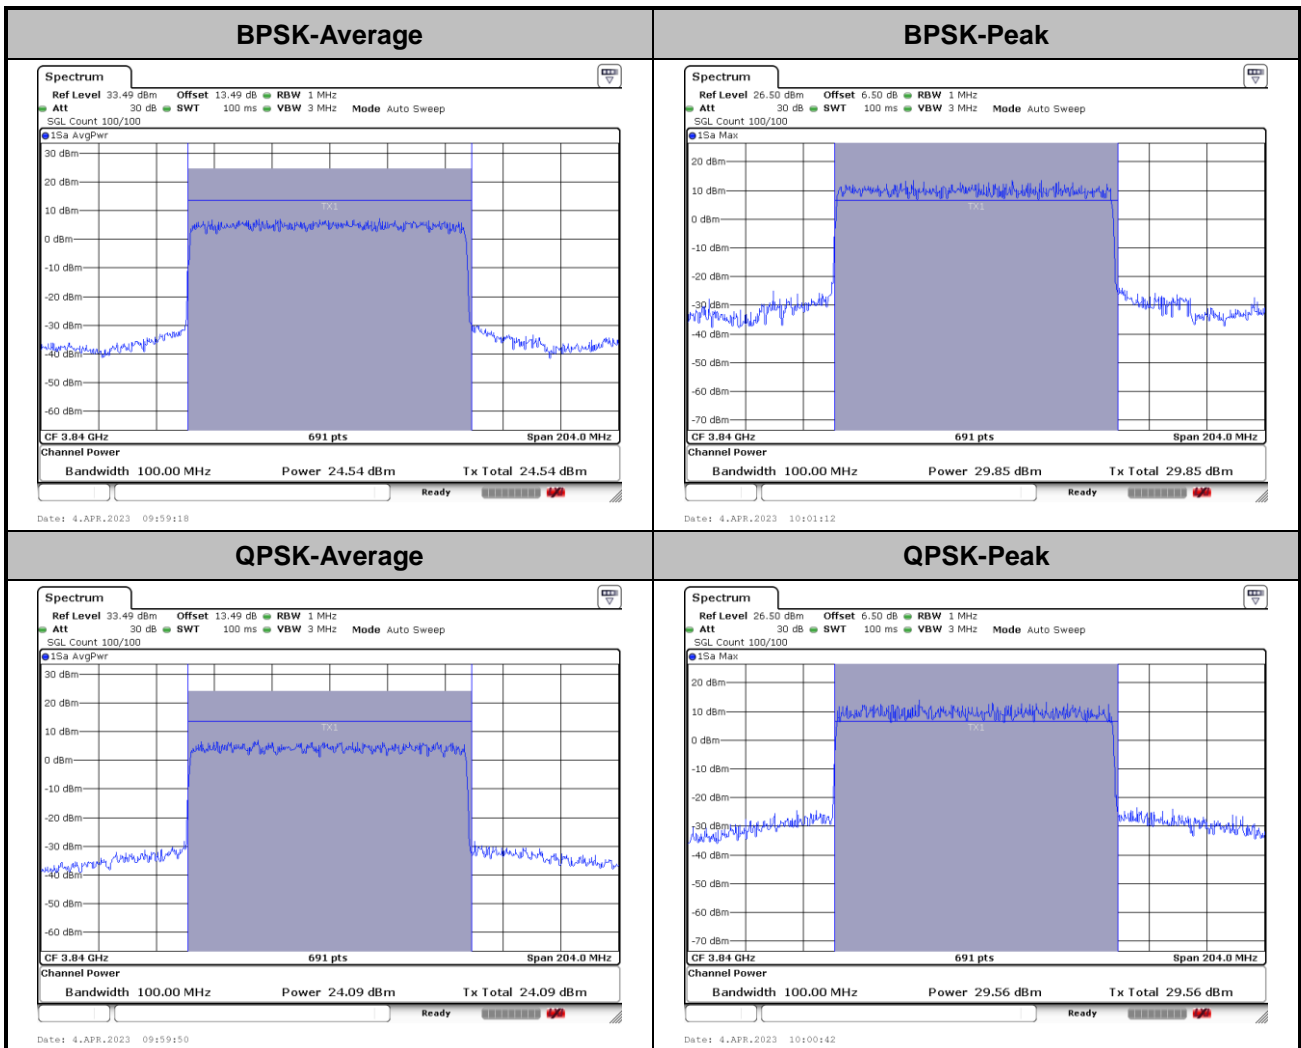 BPSK-Average
Spectrum
Ref Level 33.49 dBm Offset 13.49 dB RBW 1 MHz
Att 30 dB SWT 100 ms VBW 3 MHz Mode Auto Sweep
SGL Count 100/100
1Sa AvgPwr
30 dBm
20 dBm
10 dBm
TX1
0 dBm
-10 dBm
-20 dBm
-30 dBm
-40 dBm
-50 dBm
-60 dBm
CF 3.84 GHz 691 pts Span 204.0 MHz
Channel Power
Bandwidth 100.00 MHz Power 24.54 dBm Tx Total 24.54 dBm
Ready
Date: 4.APR.2023 09:59:18
BPSK-Peak
Spectrum
Ref Level 26.50 dBm Offset 6.50 dB RBW 1 MHz
Att 30 dB SWT 100 ms VBW 3 MHz Mode Auto Sweep
SGL Count 100/100
1Sa Max
20 dBm
10 dBm
TX1
0 dBm
-10 dBm
-20 dBm
-30 dBm
-40 dBm
-50 dBm
-60 dBm
-70 dBm
CF 3.84 GHz 691 pts Span 204.0 MHz
Channel Power
Bandwidth 100.00 MHz Power 29.85 dBm Tx Total 29.85 dBm
Ready
Date: 4.APR.2023 10:01:12
QPSK-Average
Spectrum
Ref Level 33.49 dBm Offset 13.49 dB RBW 1 MHz
Att 30 dB SWT 100 ms VBW 3 MHz Mode Auto Sweep
SGL Count 100/100
1Sa AvgPwr
30 dBm
20 dBm
10 dBm
TX1
0 dBm
-10 dBm
-20 dBm
-30 dBm
-40 dBm
-50 dBm
-60 dBm
CF 3.84 GHz 691 pts Span 204.0 MHz
Channel Power
Bandwidth 100.00 MHz Power 24.09 dBm Tx Total 24.09 dBm
Ready
Date: 4.APR.2023 09:59:50
QPSK-Peak
Spectrum
Ref Level 26.50 dBm Offset 6.50 dB RBW 1 MHz
Att 30 dB SWT 100 ms VBW 3 MHz Mode Auto Sweep
SGL Count 100/100
1Sa Max
20 dBm
10 dBm
TX1
0 dBm
-10 dBm
-20 dBm
-30 dBm
-40 dBm
-50 dBm
-60 dBm
-70 dBm
CF 3.84 GHz 691 pts Span 204.0 MHz
Channel Power
Bandwidth 100.00 MHz Power 29.56 dBm Tx Total 29.56 dBm
Ready
Date: 4.APR.2023 10:00:42